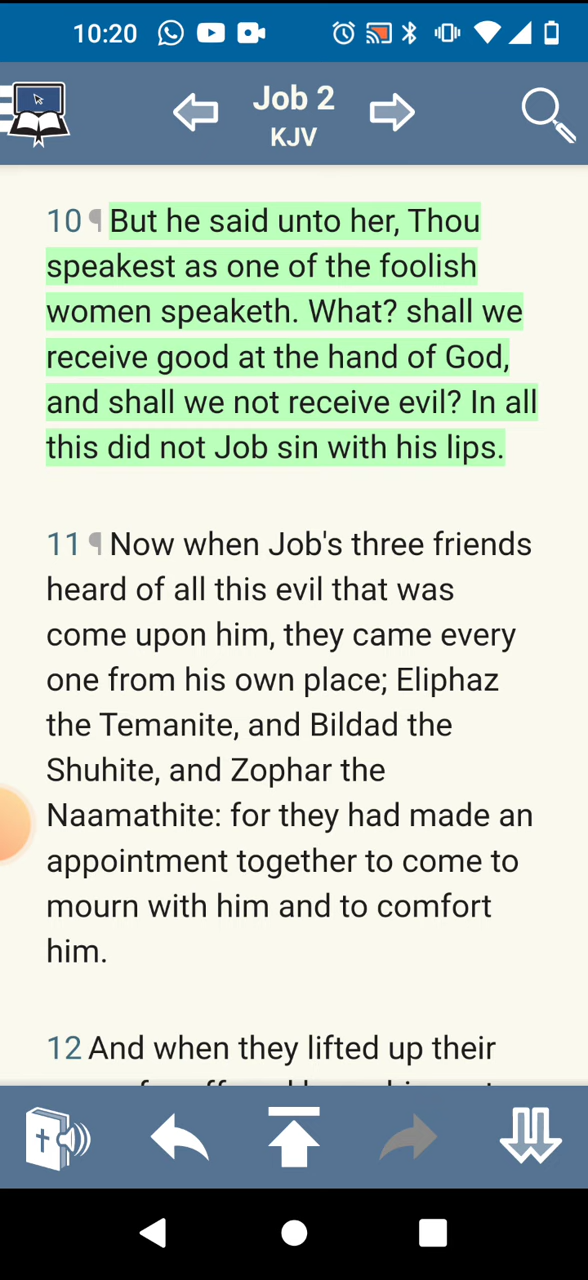 10:20
Job 2
KJV
10 ¶ But he said unto her, Thou
speakest as one of the foolish
women speaketh. What? shall we
receive good at the hand of God,
and shall we not receive evil? In all
this did not Job sin with his lips.
11 ¶ Now when Job's three friends
heard of all this evil that was
come upon him, they came every
one from his own place; Eliphaz
the Temanite, and Bildad the
Shuhite, and Zophar the
Naamathite: for they had made an
appointment together to come to
mourn with him and to comfort
him.
12 And when they lifted up their